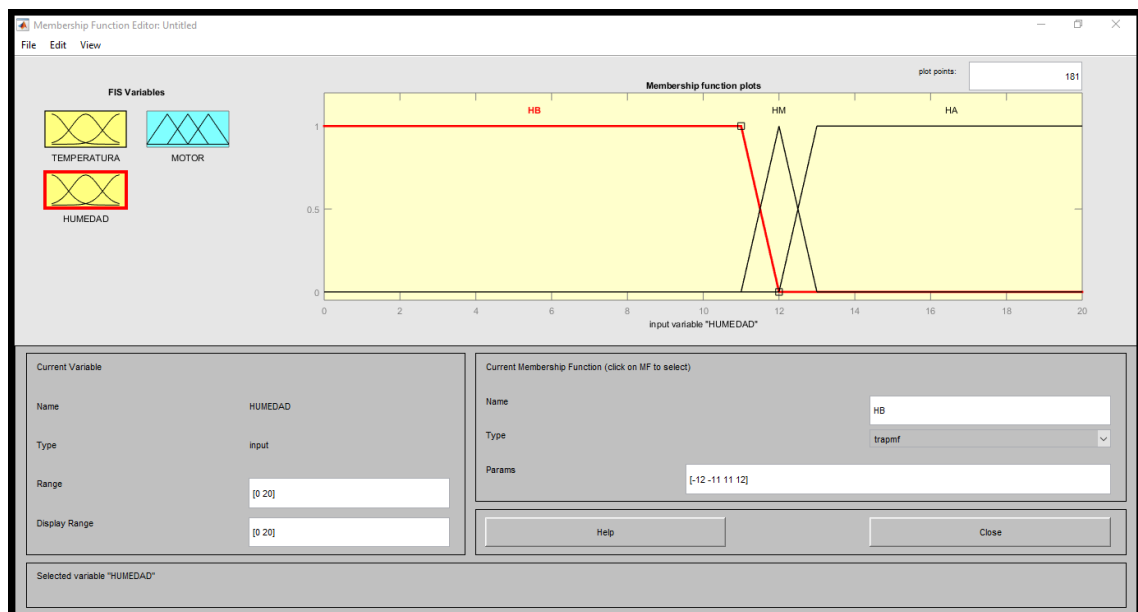 Membership Function Editor: Untitled
File Edit View
FIS Variables
TEMPERATURA MOTOR
HUMEDAD
plot points: 181
Membership function plots
HB HM HA
1
0.5
0
0 2 4 6 8 10 12 14 16 18 20
input variable "HUMEDAD"
Current Variable
Name HUMEDAD
Type input
Range [0 20]
Display Range [0 20]
Current Membership Function (click on MF to select)
Name HB
Type trapmf
Params [-12 -11 11 12]
Help Close
Selected variable "HUMEDAD"